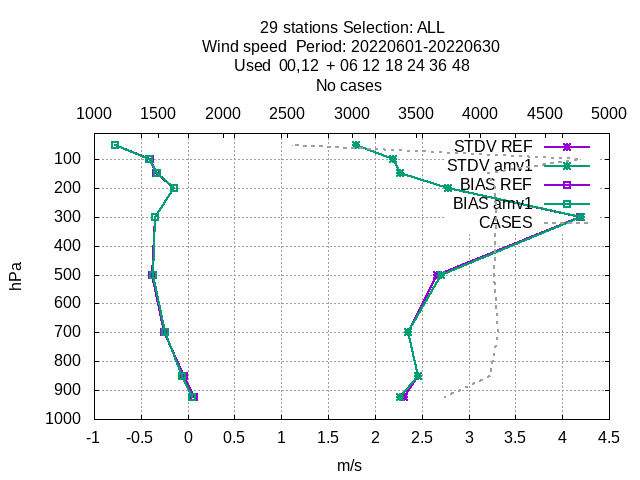 29 stations Selection: ALL
Wind speed  Period: 20220601-20220630
Used  00,12  + 06 12 18 24 36 48
No cases
1000 1500 2000 2500 3000 3500 4000 4500 5000
STDV REF
STDV amv1
BIAS REF
BIAS amv1
CASES
100
200
300
400
500
600
700
800
900
1000
hPa
-1 -0.5 0 0.5 1 1.5 2 2.5 3 3.5 4 4.5
m/s